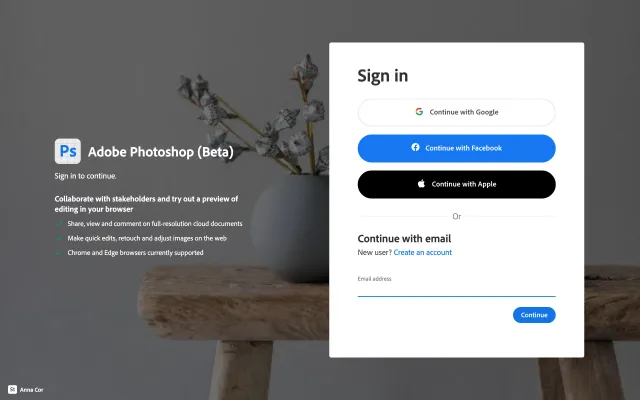 Ps Adobe Photoshop (Beta)
Sign in to continue.
Collaborate with stakeholders and try out a preview of
editing in your browser
Share, view and comment on full-resolution cloud documents
Make quick edits, retouch and adjust images on the web
Chrome and Edge browsers currently supported
St Anna Cor
Sign in
Continue with Google
Continue with Facebook
Continue with Apple
Or
Continue with email
New user? Create an account
Email address
Continue